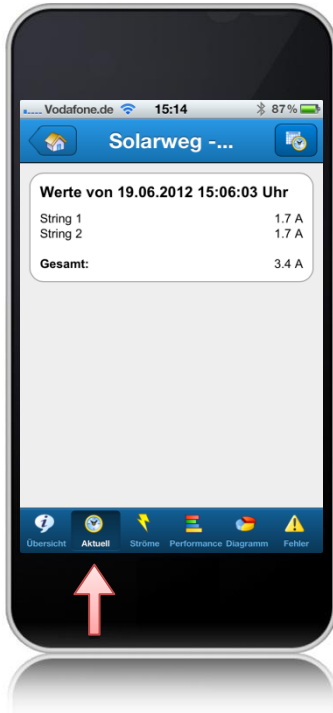 Vodafone.de 15:14 87%
Solarweg -...
Werte von 19.06.2012 15:06:03 Uhr
String 1 1.7 A
String 2 1.7 A
Gesamt: 3.4 A
Übersicht Aktuell Ströme Performance Diagramm Fehler